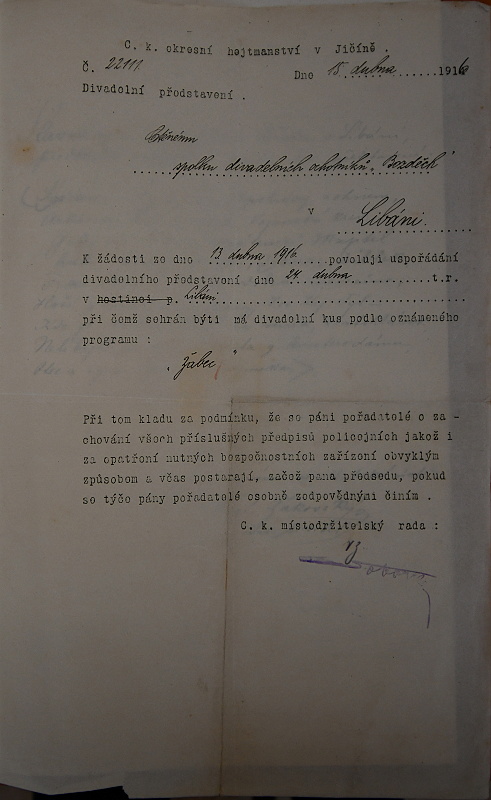 C. k. okresní hejtmanství v Jičíně.
Č. 22111 Dne 15. dubna 1916
Divadelní představení.
Ctěnému
spolku divadelních ochotníků „Bozděch“
v Libáni.
K žádosti ze dne 13. dubna 1916 povoluji uspořádání
divadelního představení dne 24. dubna t.r.
v hostinci p. Libáni
při čemž sehrán býti má divadelní kus podle oznámeného
programu :
„Žabec“
Při tom kladu za podmínku, že se páni pořadatelé o za-
chování všech příslušných předpisů policejních jakož i
za opatření nutných bezpečnostních zařízení obvyklým
způsobem a včas postarají, začež pana předsedu, pokud
se týče pány pořadatelé osobně zodpovědnými činím .
C. k. místodržitelský rada :